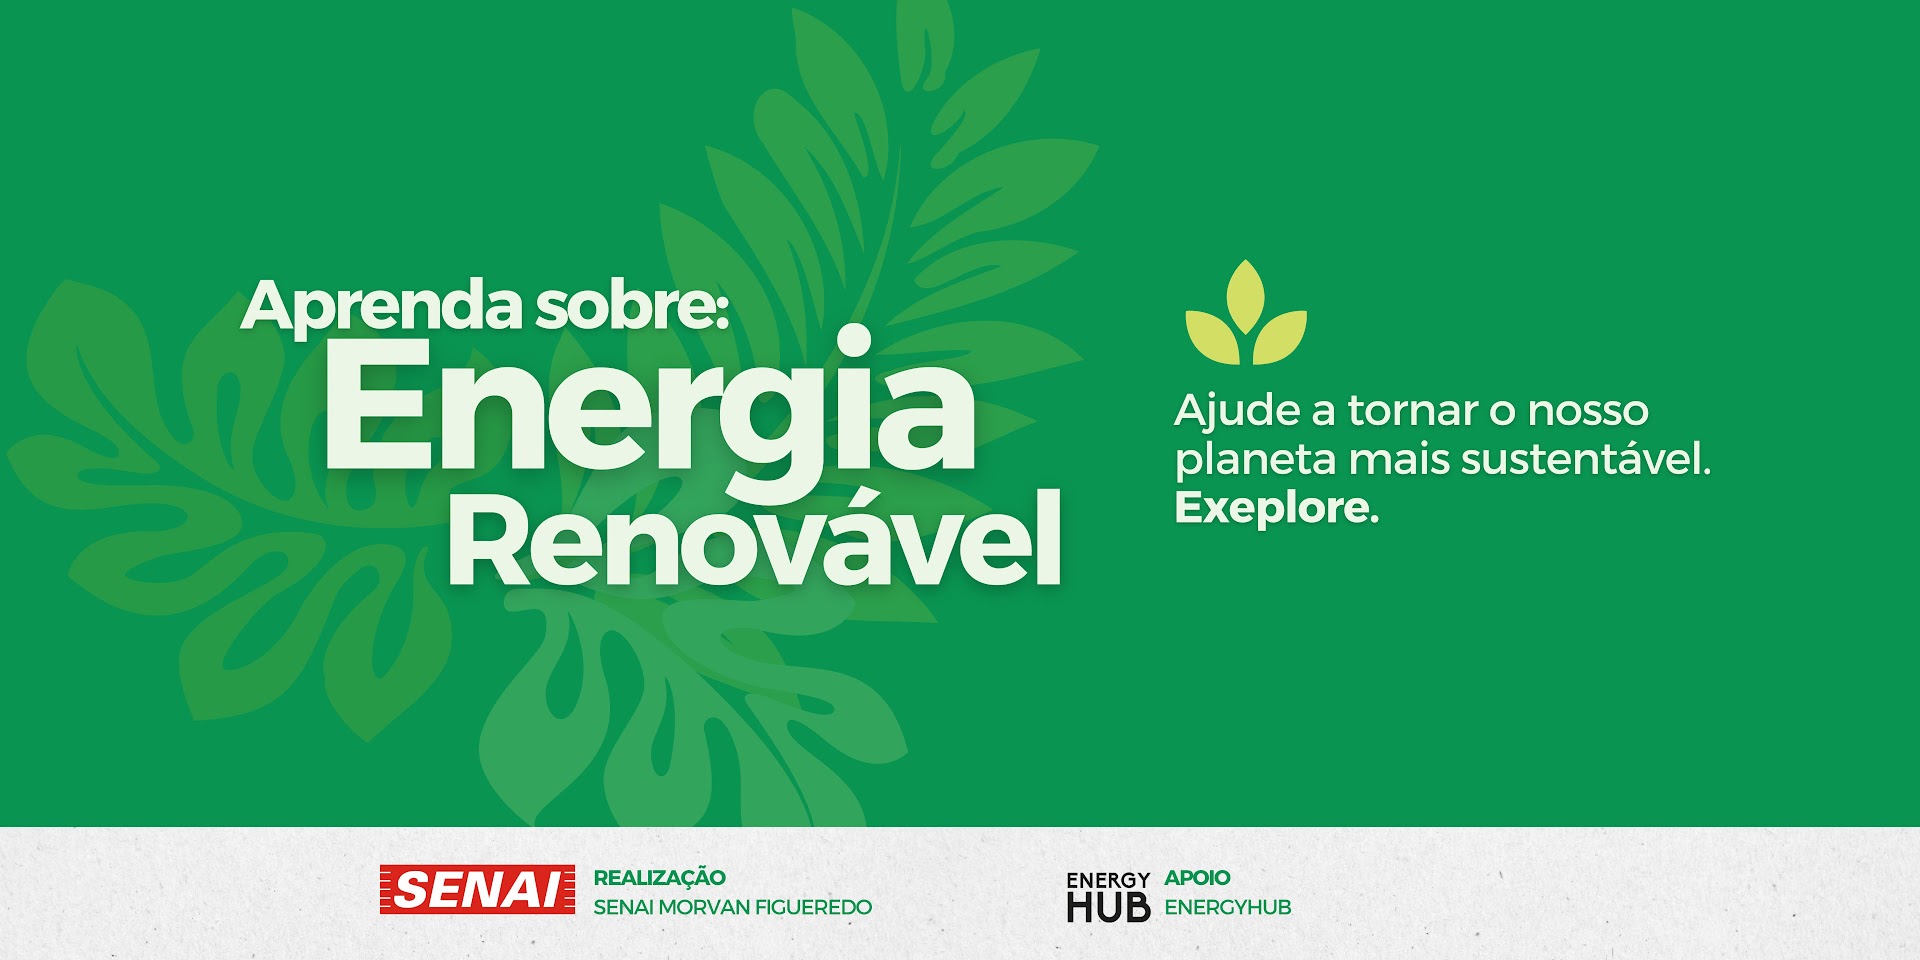 Aprenda sobre:
Energia
Renovável
Ajude a tornar o nosso
planeta mais sustentável.
Exeplore.
SENAI
REALIZAÇÃO
SENAI MORVAN FIGUEREDO
ENERGY
HUB
APOIO
ENERGYHUB